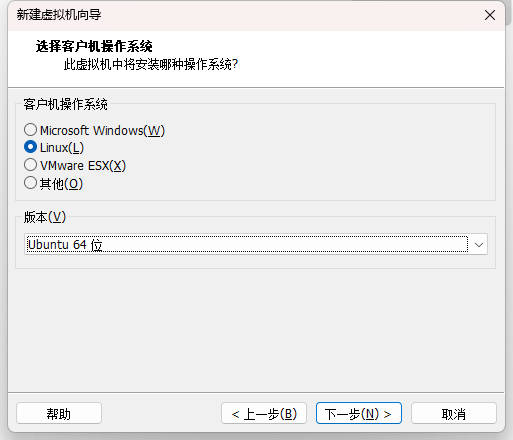 新建虚拟机向导
选择客户机操作系统
此虚拟机中将安装哪种操作系统?
客户机操作系统
Microsoft Windows(W)
Linux(L)
VMware ESX(X)
其他(O)
版本(V)
Ubuntu 64 位
帮助
< 上一步(B)
下一步(N) >
取消